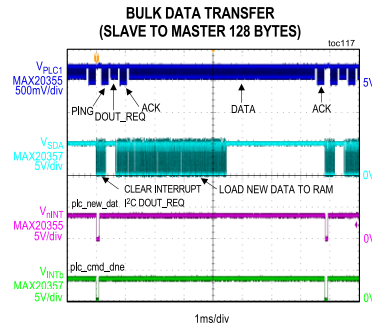 BULK DATA TRANSFER
(SLAVE TO MASTER 128 BYTES)
toc117
VPLC1
MAX20355
500mV/div
5V
PING
DOUT_REQ
ACK
DATA
ACK
VSDA
MAX20357
5V/div
0V
CLEAR INTERRUPT
I²C DOUT_REQ
LOAD NEW DATA TO RAM
plc_new_dat
VnINT
MAX20355
5V/div
0V
plc_cmd_dne
VINTb
MAX20357
5V/div
0V
1ms/div